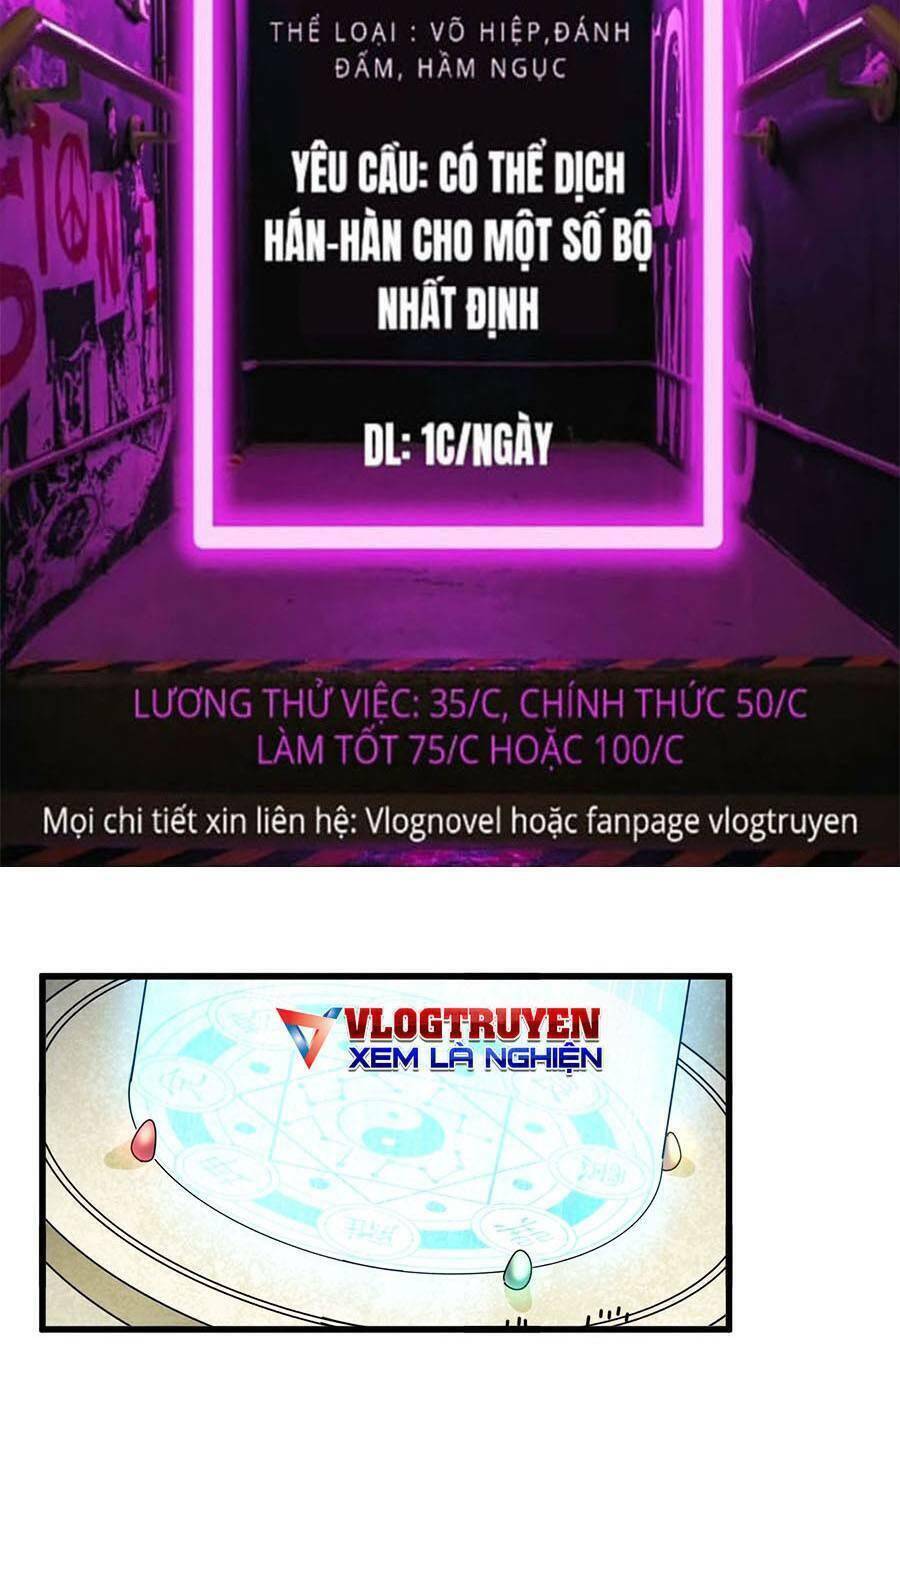 THỂ LOẠI : VÕ HIỆP,ĐÁNH
ĐẤM, HẦM NGỤC
YÊU CẦU: CÓ THỂ DỊCH
HÁN-HÀN CHO MỘT SỐ BỘ
NHẤT ĐỊNH
DL: 1C/NGÀY
STONE
LƯƠNG THỬ VIỆC: 35/C, CHÍNH THỨC 50/C
LÀM TỐT 75/C HOẶC 100/C
Mọi chi tiết xin liên hệ: Vlognovel hoặc fanpage vlogtruyen
VLOGTRUYEN
XEM LÀ NGHIỆN